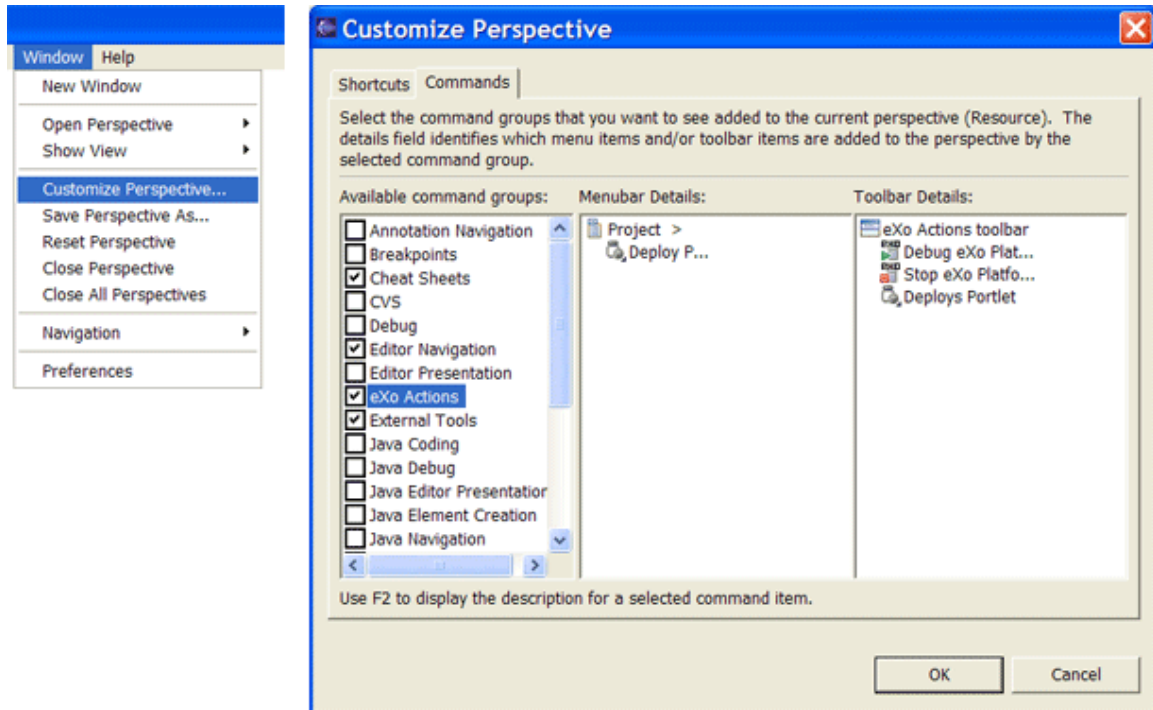 Window Help
New Window
Open Perspective
Show View
Customize Perspective...
Save Perspective As...
Reset Perspective
Close Perspective
Close All Perspectives
Navigation
Preferences
Customize Perspective
Shortcuts Commands
Select the command groups that you want to see added to the current perspective (Resource). The
details field identifies which menu items and/or toolbar items are added to the perspective by the
selected command group.
Available command groups:
Annotation Navigation
Breakpoints
Cheat Sheets
CVS
Debug
Editor Navigation
Editor Presentation
eXo Actions
External Tools
Java Coding
Java Debug
Java Editor Presentation
Java Element Creation
Java Navigation
Menubar Details:
Project >
Deploy P...
Toolbar Details:
eXo Actions toolbar
Debug eXo Plat...
Stop eXo Platfo...
Deploys Portlet
Use F2 to display the description for a selected command item.
OK Cancel